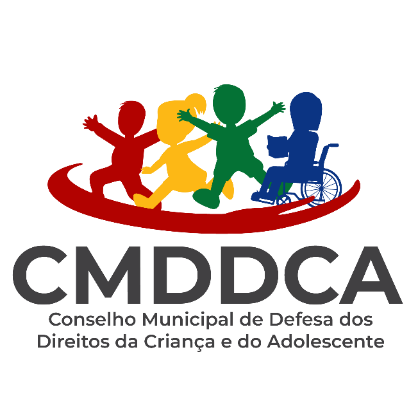 CMDDCA
Conselho Municipal de Defesa dos
Direitos da Criança e do Adolescente